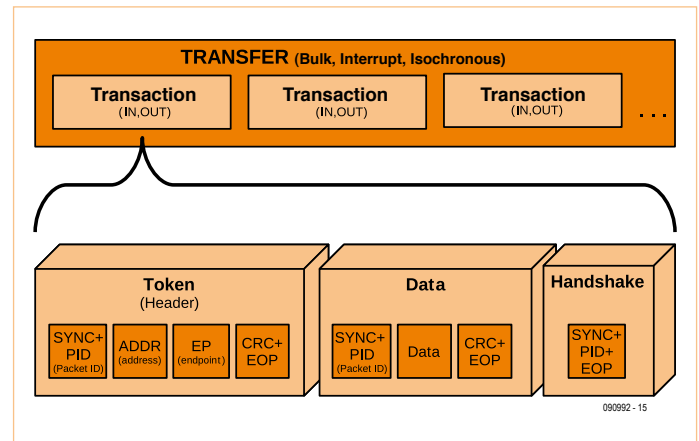 TRANSFER (Bulk, Interrupt, Isochronous)
Transaction
(IN,OUT)
Transaction
(IN,OUT)
Transaction
(IN,OUT)
...
Token
(Header)
SYNC+
PID
(Packet ID)
ADDR
(address)
EP
(endpoint)
CRC+
EOP
Data
SYNC+
PID
(Packet ID)
Data
CRC+
EOP
Handshake
SYNC+
PID+
EOP
090992 - 15